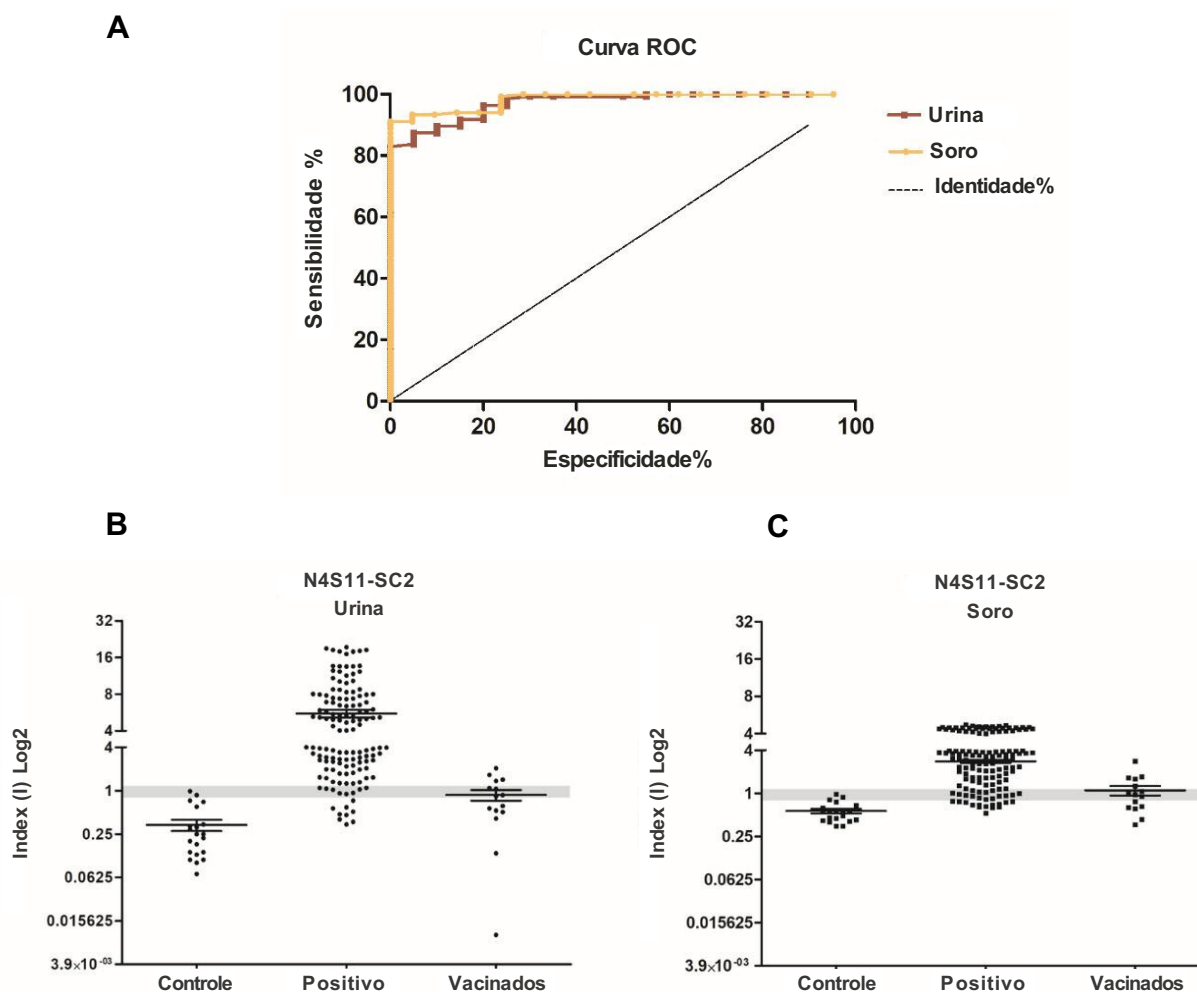 A
Curva ROC
Sensibilidade %
100
80
60
40
20
0
0 20 40 60 80 100
Especificidade%
Urina
Soro
Identidade%
B
N4S11-SC2
Urina
Index (I) Log2
32
16
8
4
4
1
0.25
0.0625
0.015625
3.9×10⁻⁰³
Controle Positivo Vacinados
C
N4S11-SC2
Soro
Index (I) Log2
32
16
8
4
4
1
0.25
0.0625
0.015625
3.9×10⁻⁰³
Controle Positivo Vacinados